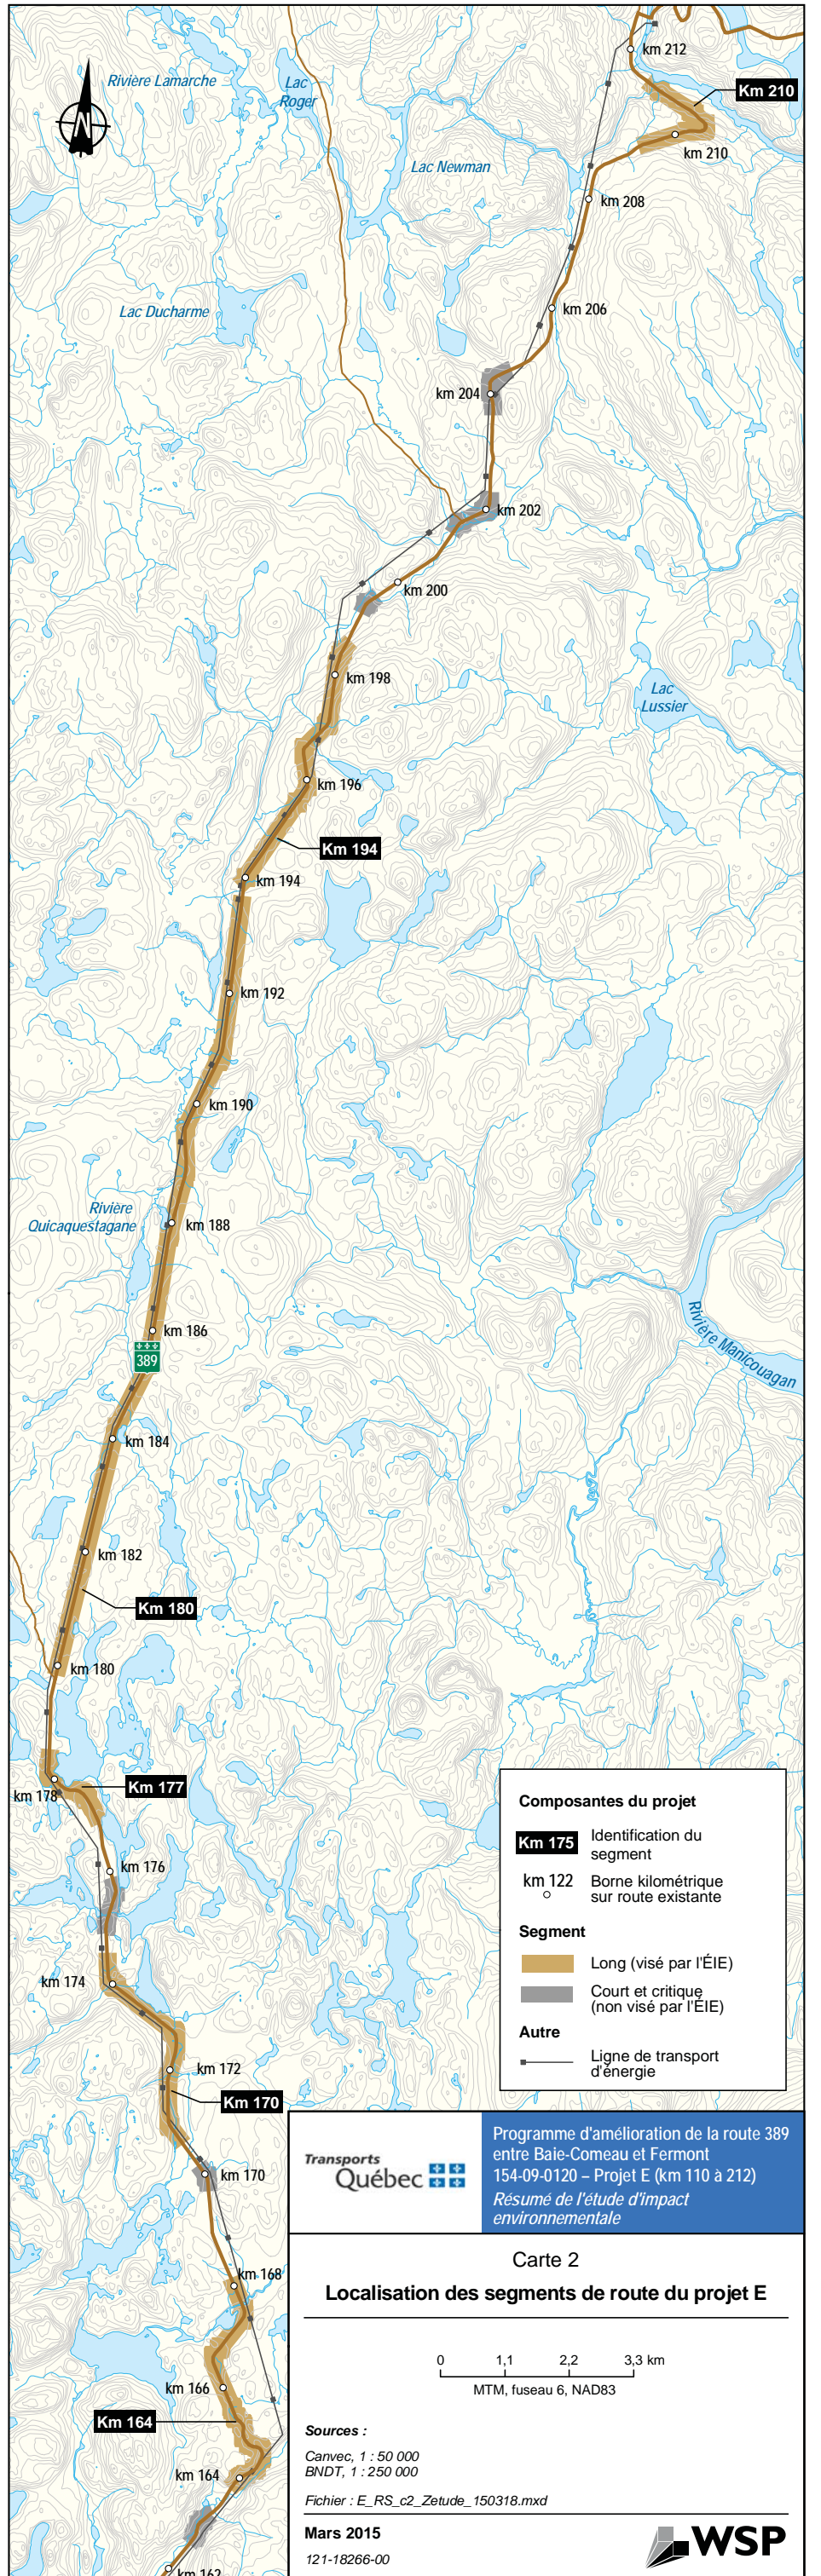 km 212
Rivière Lamarche
Lac
Roger
Km 210
km 210
Lac Newman
km 208
Lac Ducharme
km 206
km 204
km 202
km 200
km 198
Lac
Lussier
km 196
Km 194
km 194
km 192
km 190
Rivière
Quicaquestagane
km 188
Rivière Manicouagan
km 186
389
km 184
km 182
Km 180
km 180
Km 177
km 178
km 176
km 174
km 172
Km 170
km 170
km 168
km 166
Km 164
km 164
km 162
Composantes du projet
Km 175
Identification du
segment
km 122
Borne kilométrique
sur route existante
Segment
Long (visé par l'ÉIE)
Court et critique
(non visé par l'ÉIE)
Autre
Ligne de transport
d'énergie
Transports
Québec
Programme d'amélioration de la route 389
entre Baie-Comeau et Fermont
154-09-0120 – Projet E (km 110 à 212)
Résumé de l'étude d'impact
environnementale
Carte 2
Localisation des segments de route du projet E
0 1,1 2,2 3,3 km
MTM, fuseau 6, NAD83
Sources :
Canvec, 1 : 50 000
BNDT, 1 : 250 000
Fichier : E_RS_c2_Zetude_150318.mxd
Mars 2015
121-18266-00
WSP
N